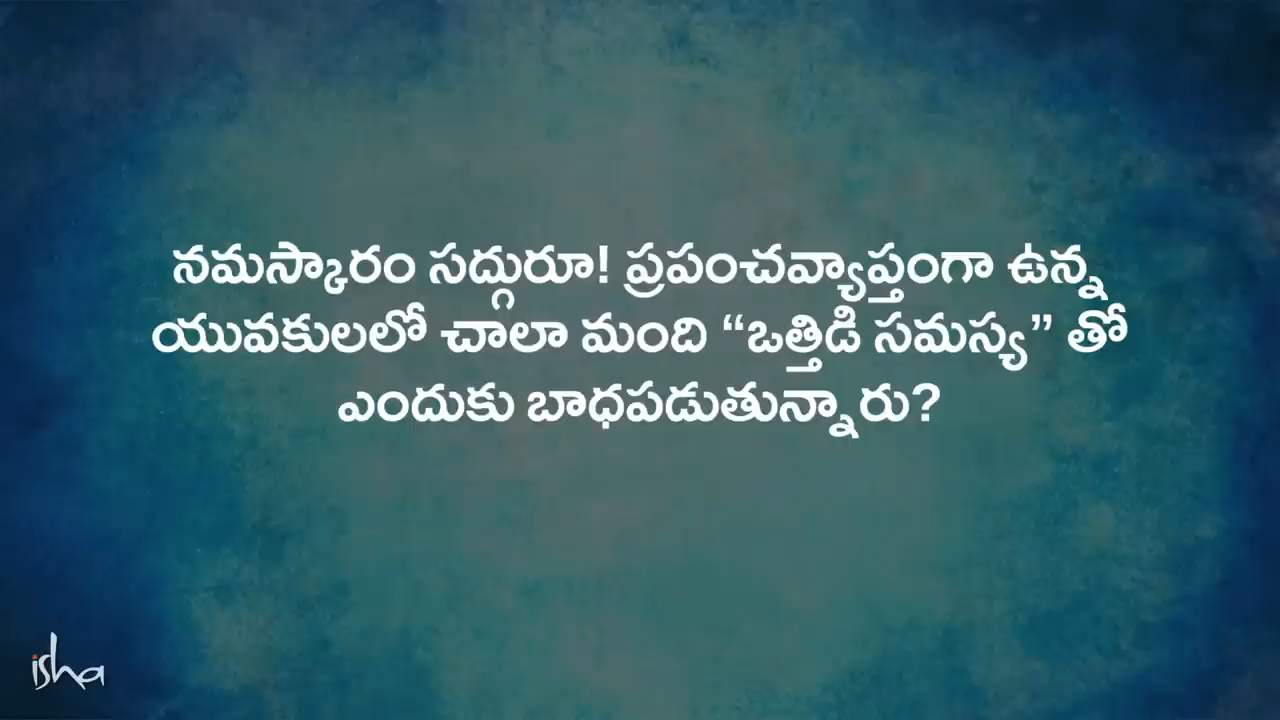 నమస్కారం సద్గురూ! ప్రపంచవ్యాప్తంగా ఉన్న
యువకులలో చాలా మంది “ఒత్తిడి సమస్య” తో
ఎందుకు బాధపడుతున్నారు?
isha